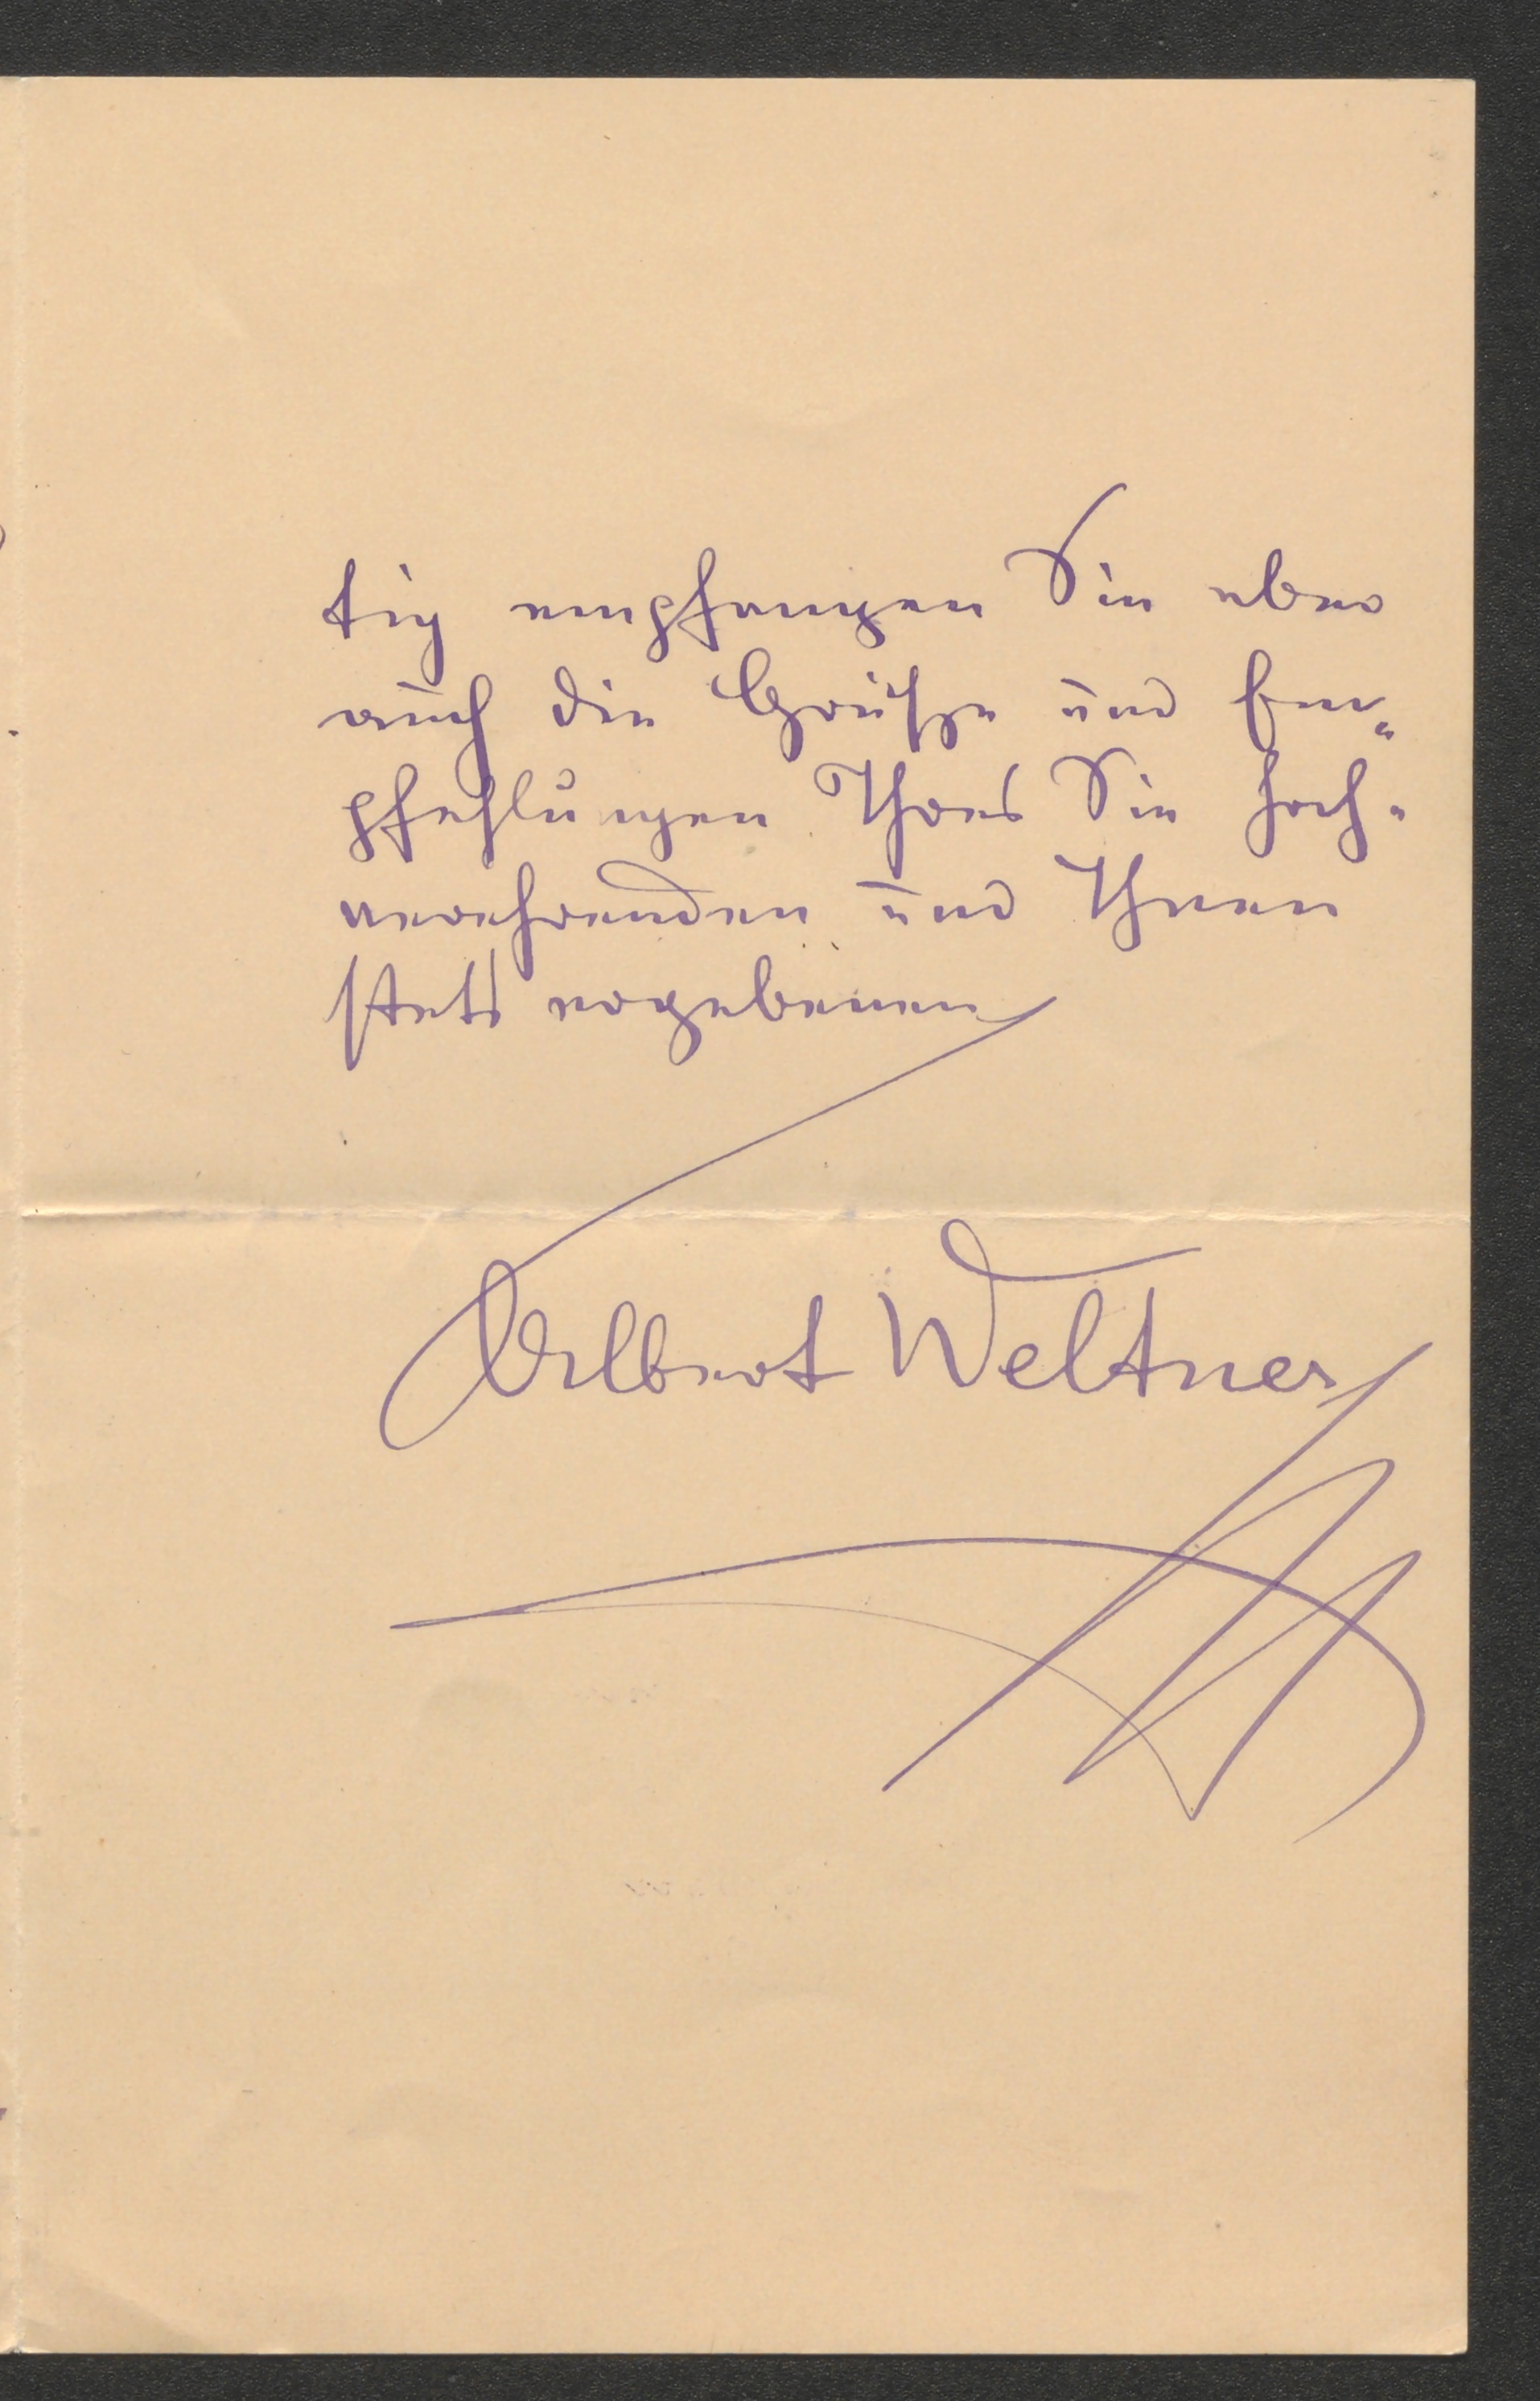 tig empfangen Sie aber
auch die Grüße und Em„
pfehlungen Ihres Sie hoch-
verehrenden und Ihnen
stets ergebenen
Albert Weltner